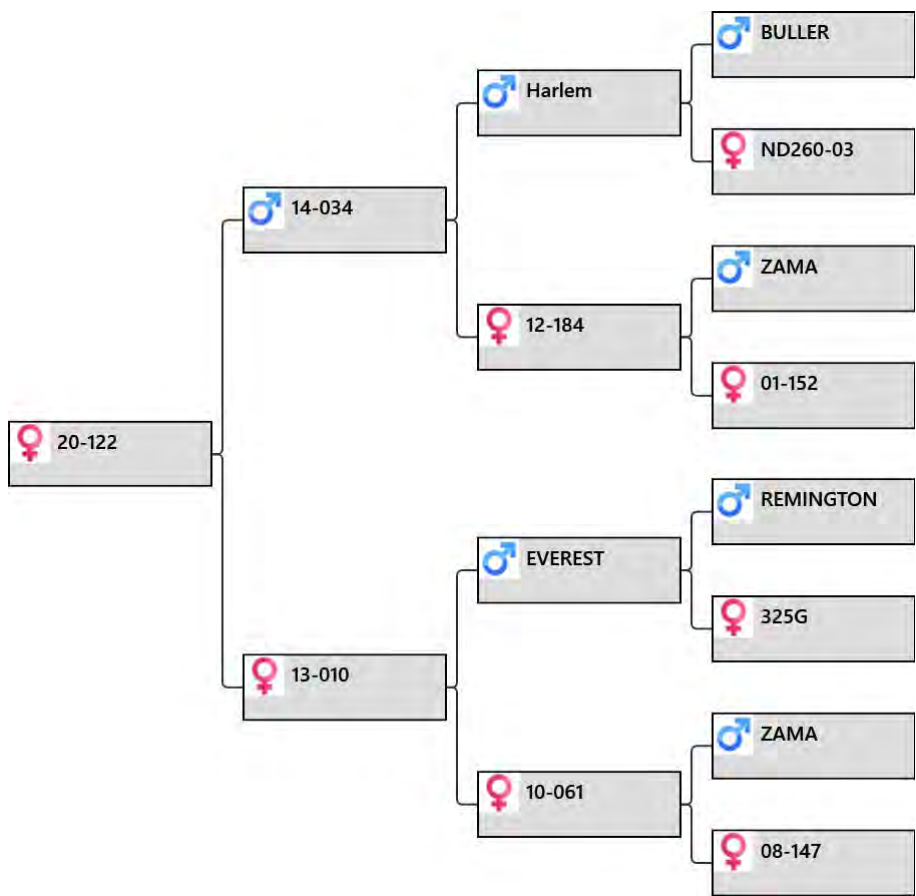 BULLER
Harlem
ND260-03
14-034
ZAMA
12-184
01-152
20-122
REMINGTON
EVEREST
325G
13-010
ZAMA
10-061
08-147